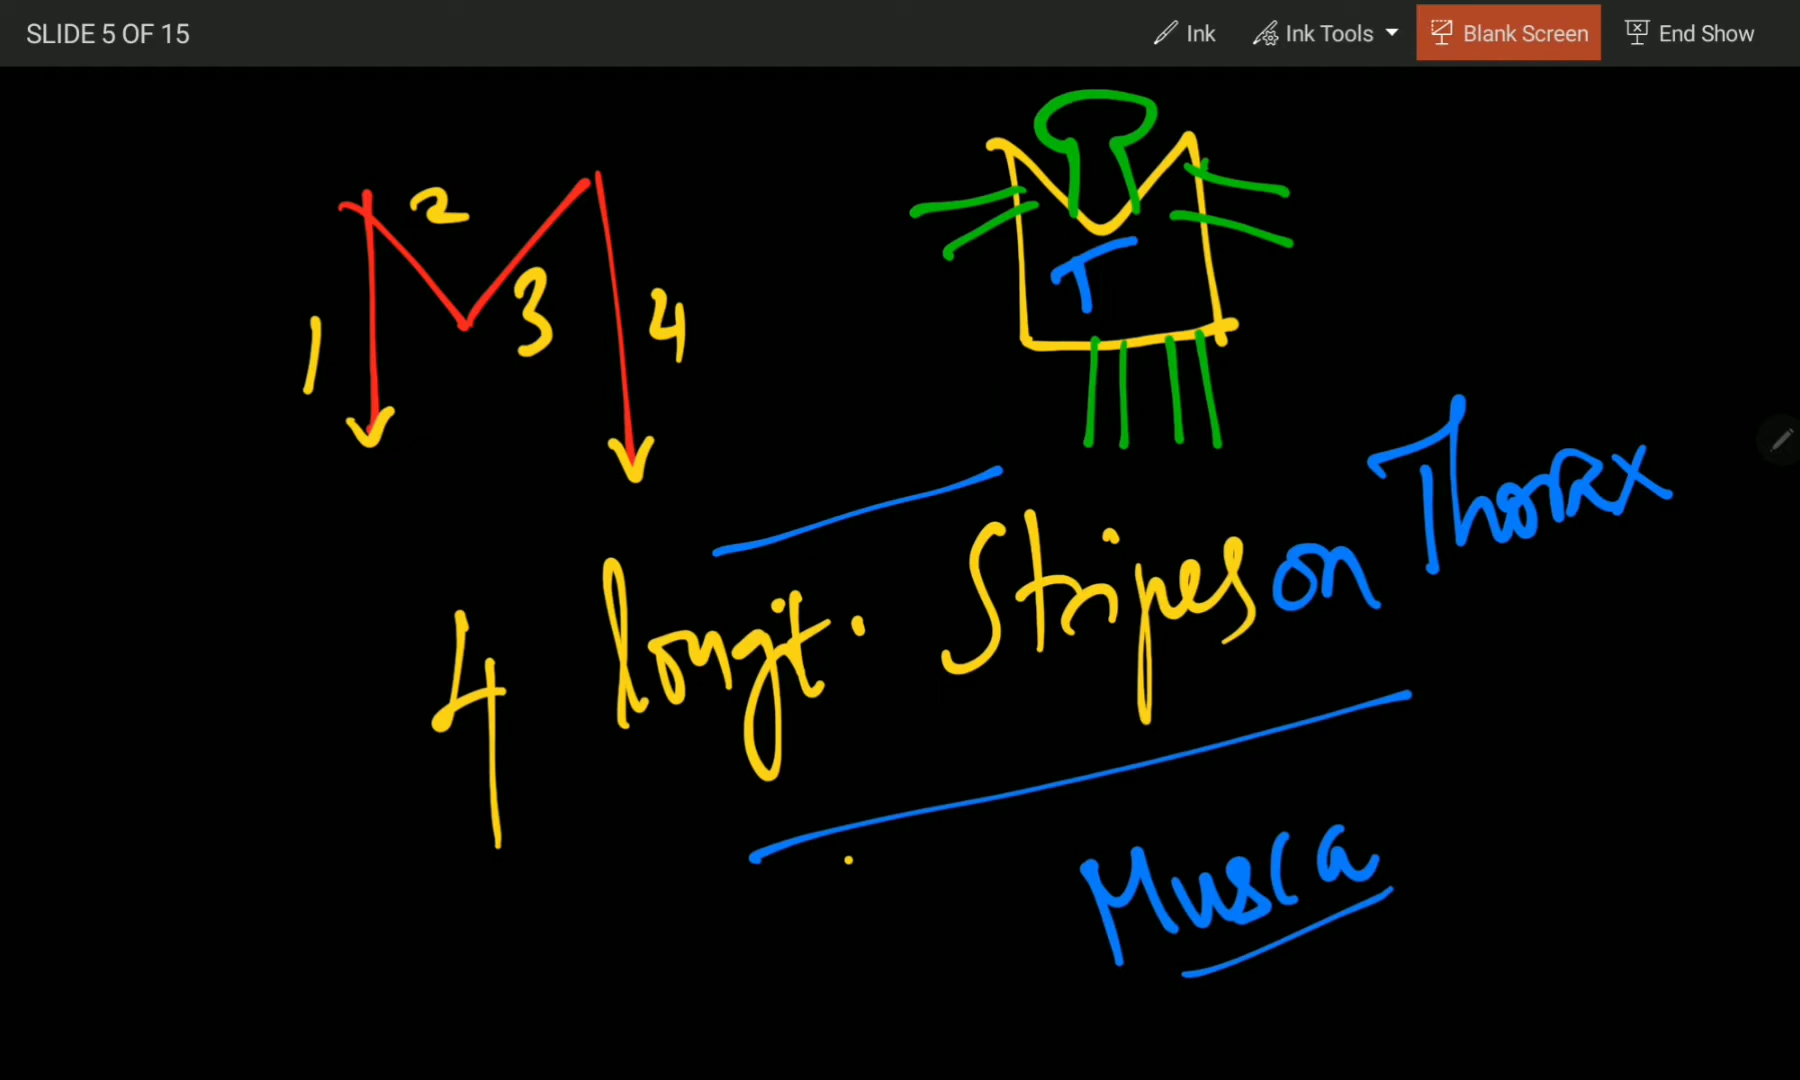 SLIDE 5 OF 15
Ink
Ink Tools
Blank Screen
End Show
2
1
3
4
T
4 longt. Stripes on Thorax
Musca